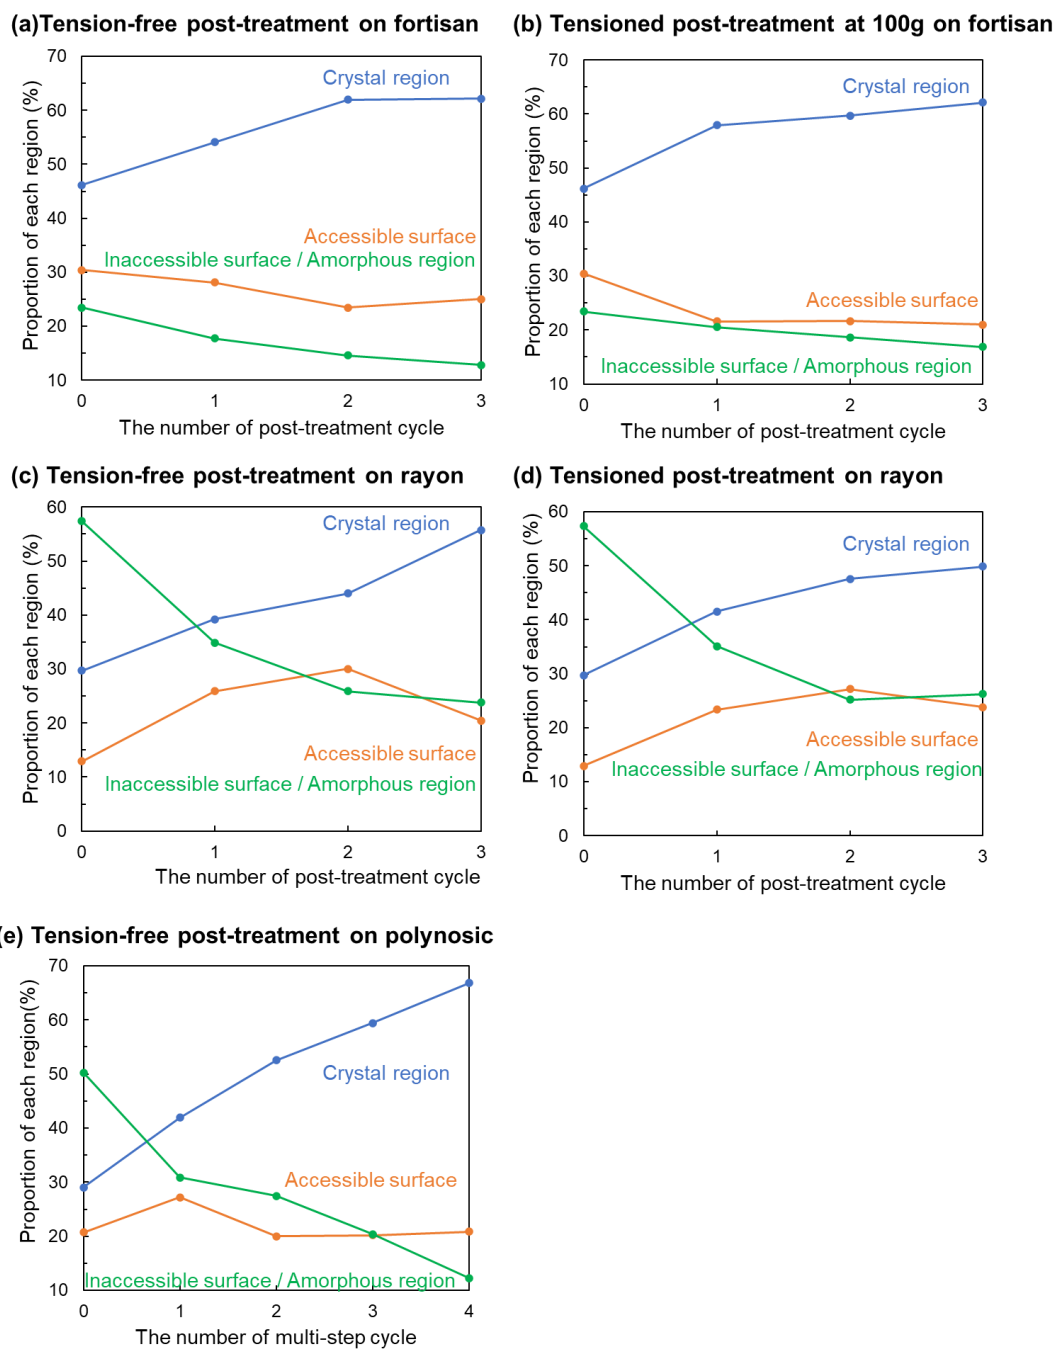 (a)Tension-free post-treatment on fortisan
70
60
50
40
30
20
10
Proportion of each region (%)
Crystal region
Accessible surface
Inaccessible surface / Amorphous region
0 1 2 3
The number of post-treatment cycle
(b) Tensioned post-treatment at 100g on fortisan
70
60
50
40
30
20
10
Proportion of each region (%)
Crystal region
Accessible surface
Inaccessible surface / Amorphous region
0 1 2 3
The number of post-treatment cycle
(c) Tension-free post-treatment on rayon
60
50
40
30
20
10
0
Proportion of each region (%)
Crystal region
Accessible surface
Inaccessible surface / Amorphous region
0 1 2 3
The number of post-treatment cycle
(d) Tensioned post-treatment on rayon
60
50
40
30
20
10
0
Proportion of each region (%)
Crystal region
Accessible surface
Inaccessible surface / Amorphous region
0 1 2 3
The number of post-treatment cycle
(e) Tension-free post-treatment on polynosic
70
60
50
40
30
20
10
Proportion of each region(%)
Crystal region
Accessible surface
Inaccessible surface / Amorphous region
0 1 2 3 4
The number of multi-step cycle